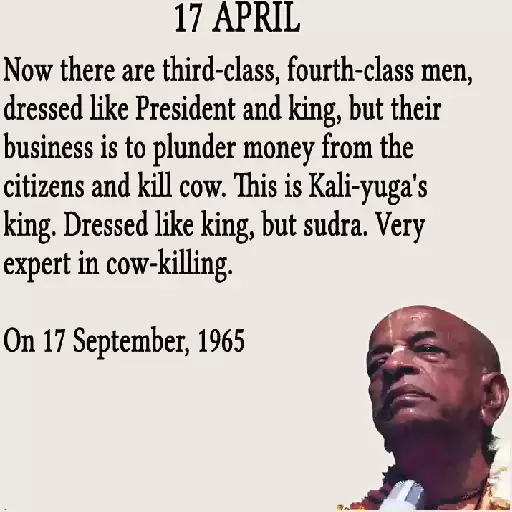 17 APRIL
Now there are third-class, fourth-class men,
dressed like President and king, but their
business is to plunder money from the
citizens and kill cow. This is Kali-yuga's
king. Dressed like king, but sudra. Very
expert in cow-killing.
On 17 September, 1965